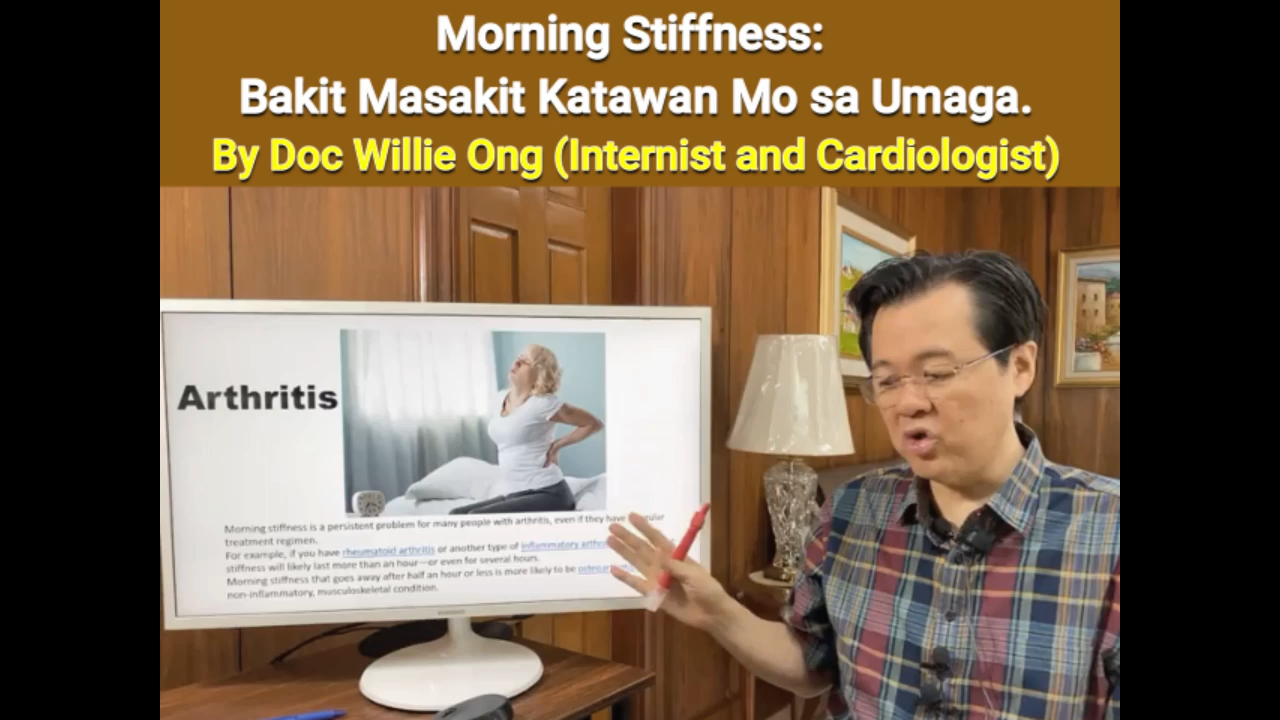 Morning Stiffness:
Bakit Masakit Katawan Mo sa Umaga.
By Doc Willie Ong (Internist and Cardiologist)
Arthritis
Morning stiffness is a persistent problem for many people with arthritis, even if they have
treatment regimen.
For example, if you have rheumatoid arthritis or another type of inflammatory
stiffness will likely last more than an hour—or even for several hours.
Morning stiffness that goes away after half an hour or less is more likely to be
non-inflammatory, musculoskeletal condition.